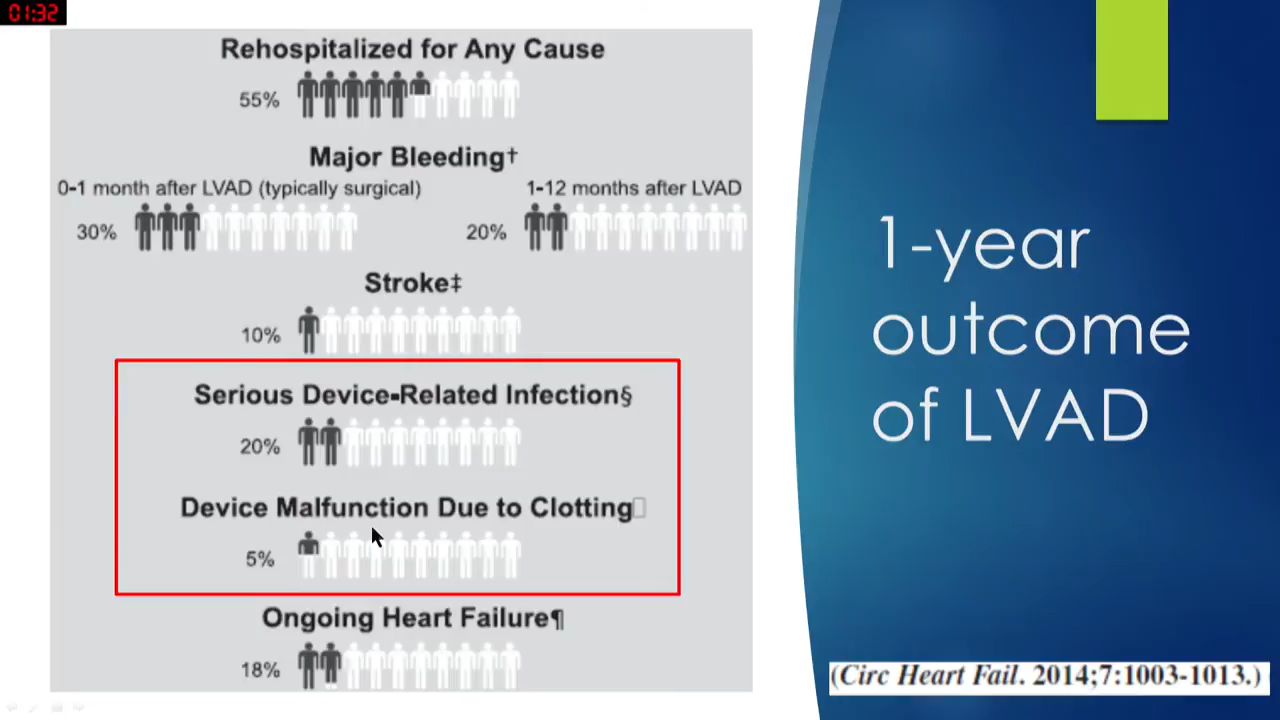 01:32
Rehospitalized for Any Cause
55%
Major Bleeding†
0-1 month after LVAD (typically surgical)
1-12 months after LVAD
30%
20%
Stroke‡
10%
Serious Device-Related Infection§
20%
Device Malfunction Due to Clotting
5%
Ongoing Heart Failure¶
18%
1-year
outcome
of LVAD
(Circ Heart Fail. 2014;7:1003-1013.)